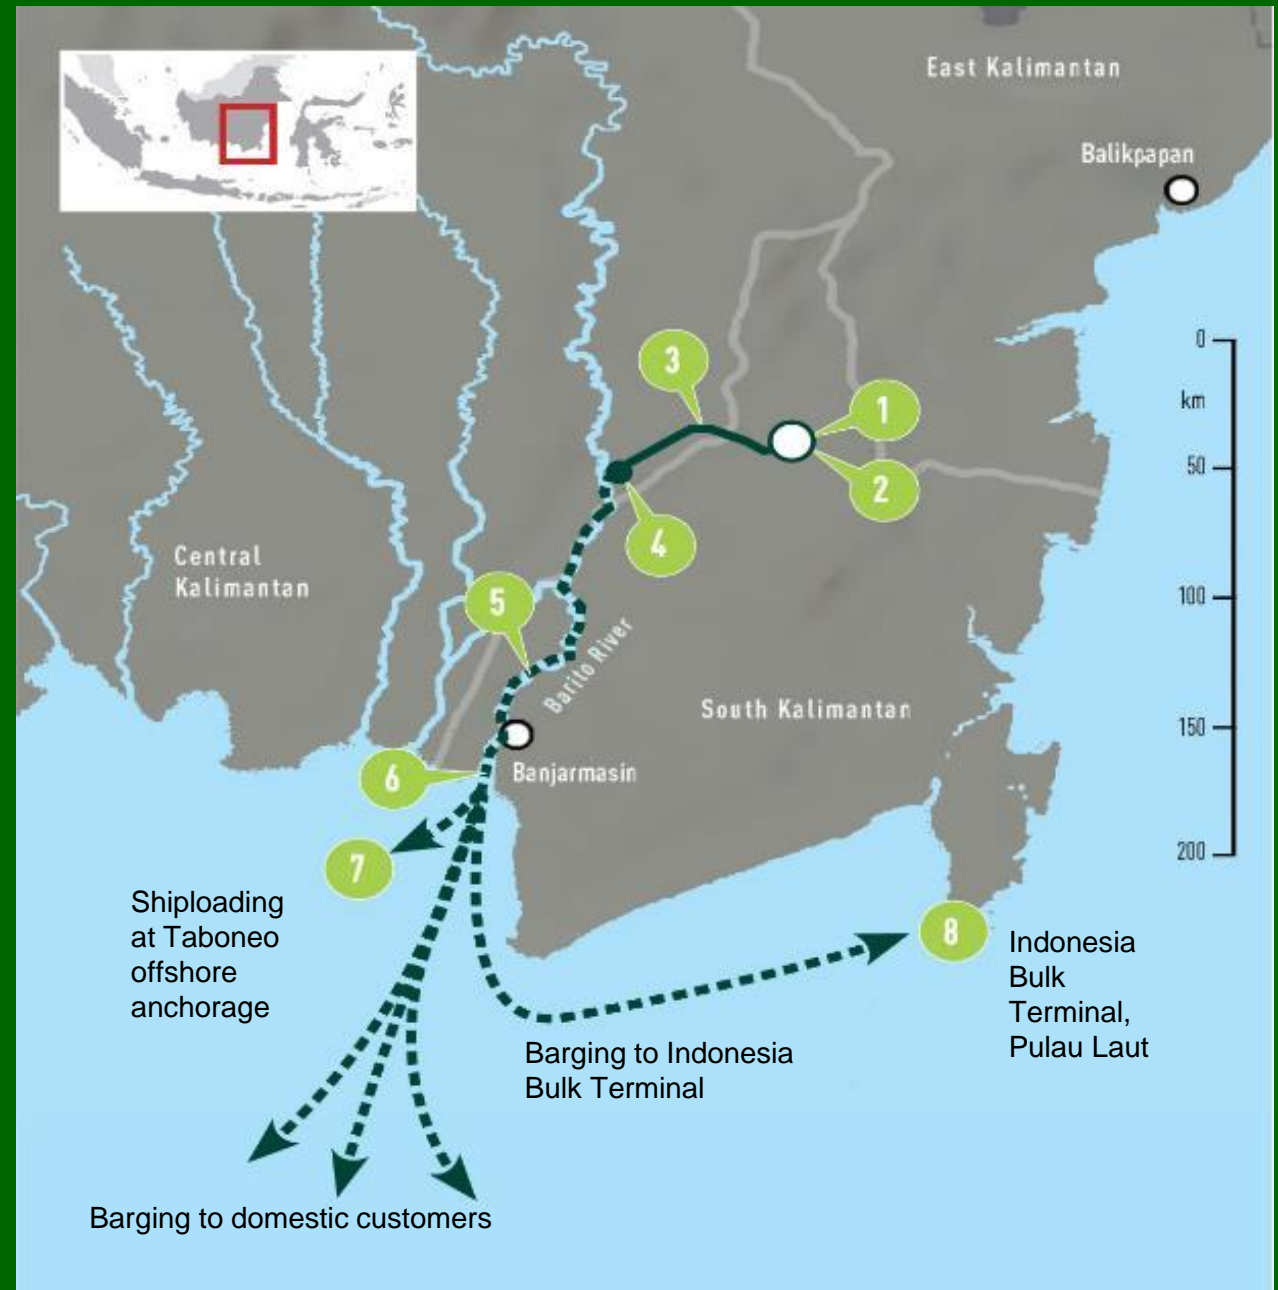 East Kalimantan
Balikpapan
0
km
3
1
50
2
4
Central
Kalimantan
100
5
Barito River
South Kalimantan
150
6
Banjarmasin
200
7
Shiploading
at Taboneo
offshore
anchorage
8
Indonesia
Bulk
Terminal,
Pulau Laut
Barging to Indonesia
Bulk Terminal
Barging to domestic customers